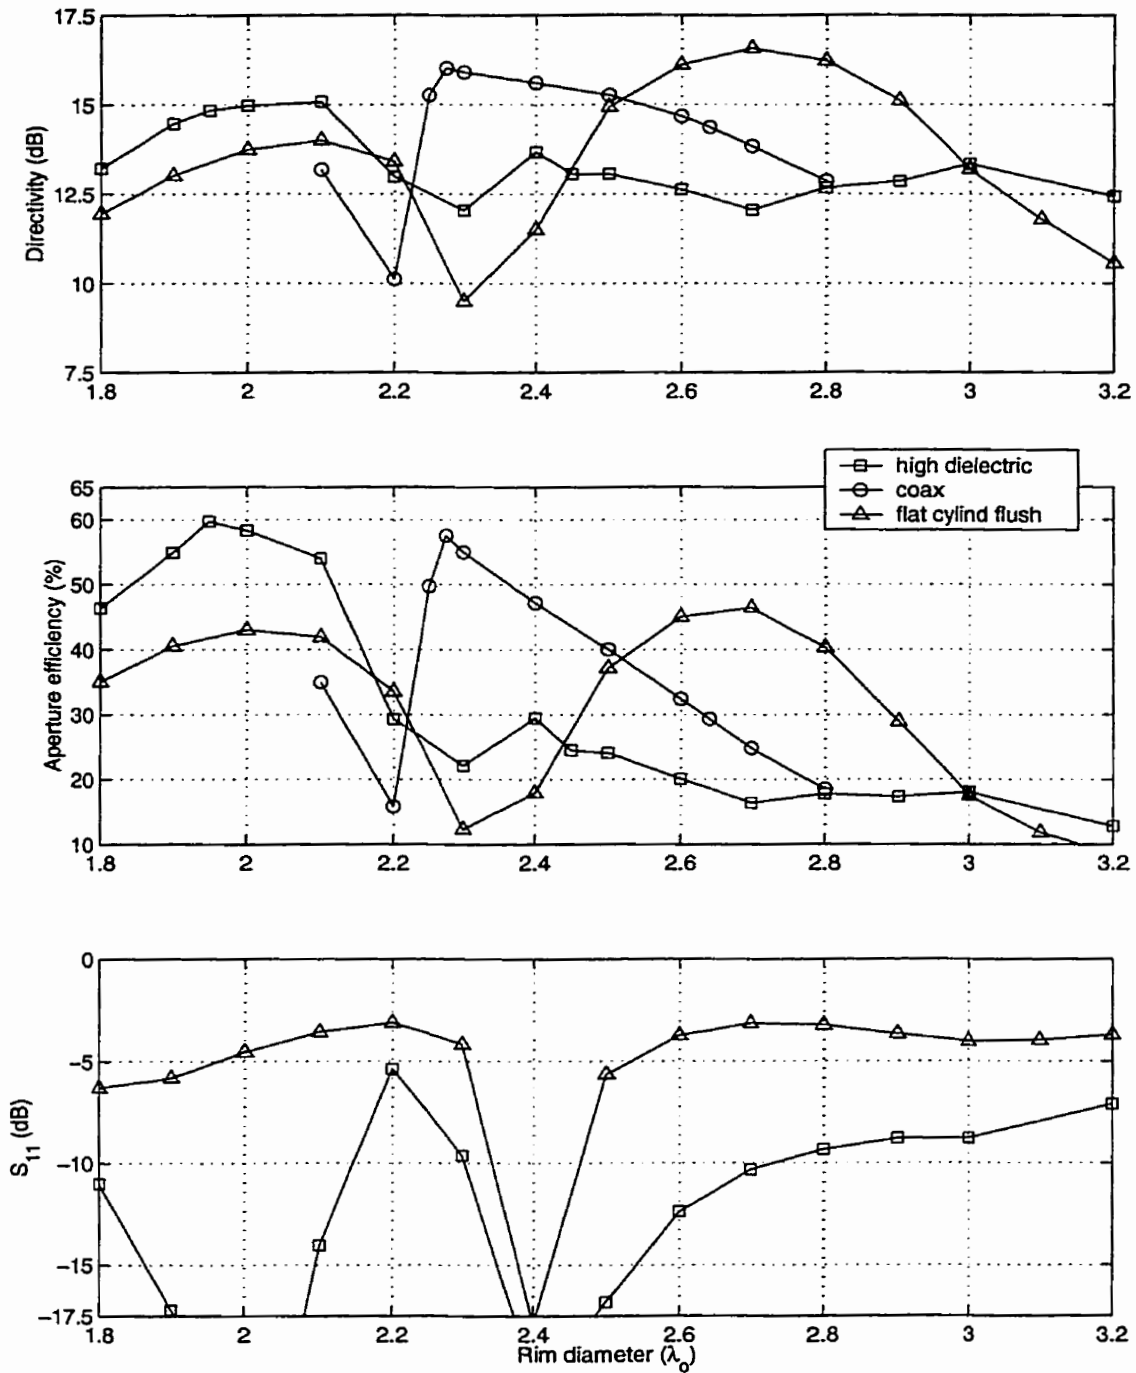 17.5
15
12.5
10
7.5
Directivity (dB)
1.8 2 2.2 2.4 2.6 2.8 3 3.2
high dielectric
coax
flat cylind flush
65
60
50
40
30
20
10
Aperture efficiency (%)
1.8 2 2.2 2.4 2.6 2.8 3 3.2
0
-5
-10
-15
-17.5
S11 (dB)
1.8 2 2.2 2.4 2.6 2.8 3 3.2
Rim diameter (λo)